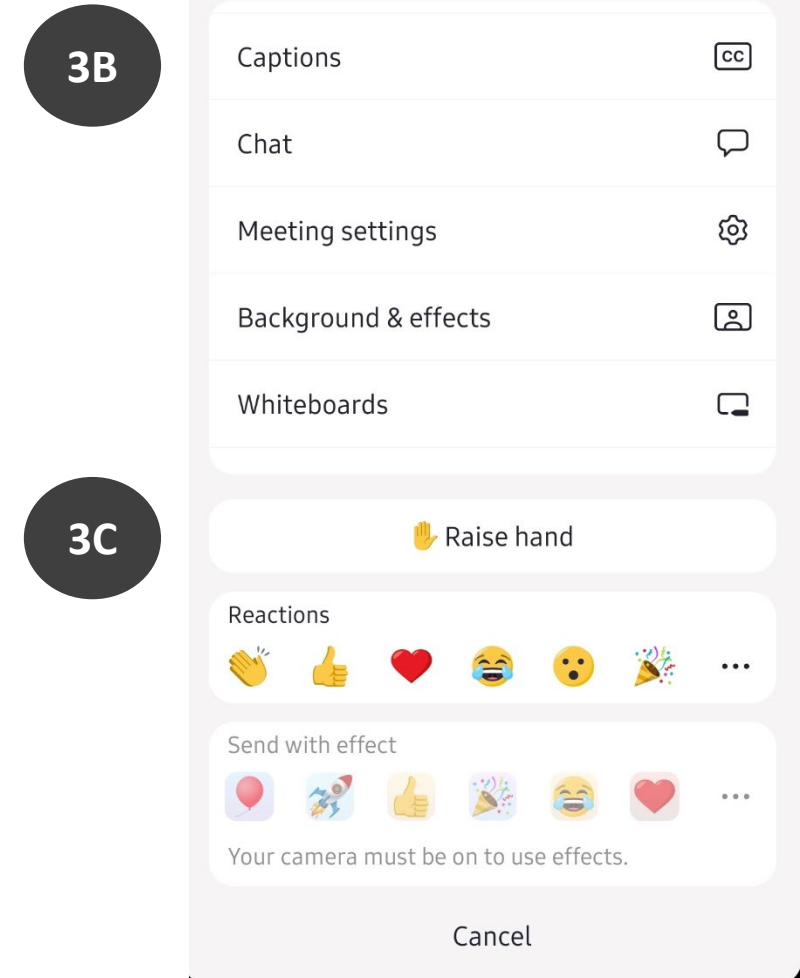 3B
Captions CC
Chat
Meeting settings
Background & effects
Whiteboards
3C
✋ Raise hand
Reactions
Send with effect
Your camera must be on to use effects.
Cancel